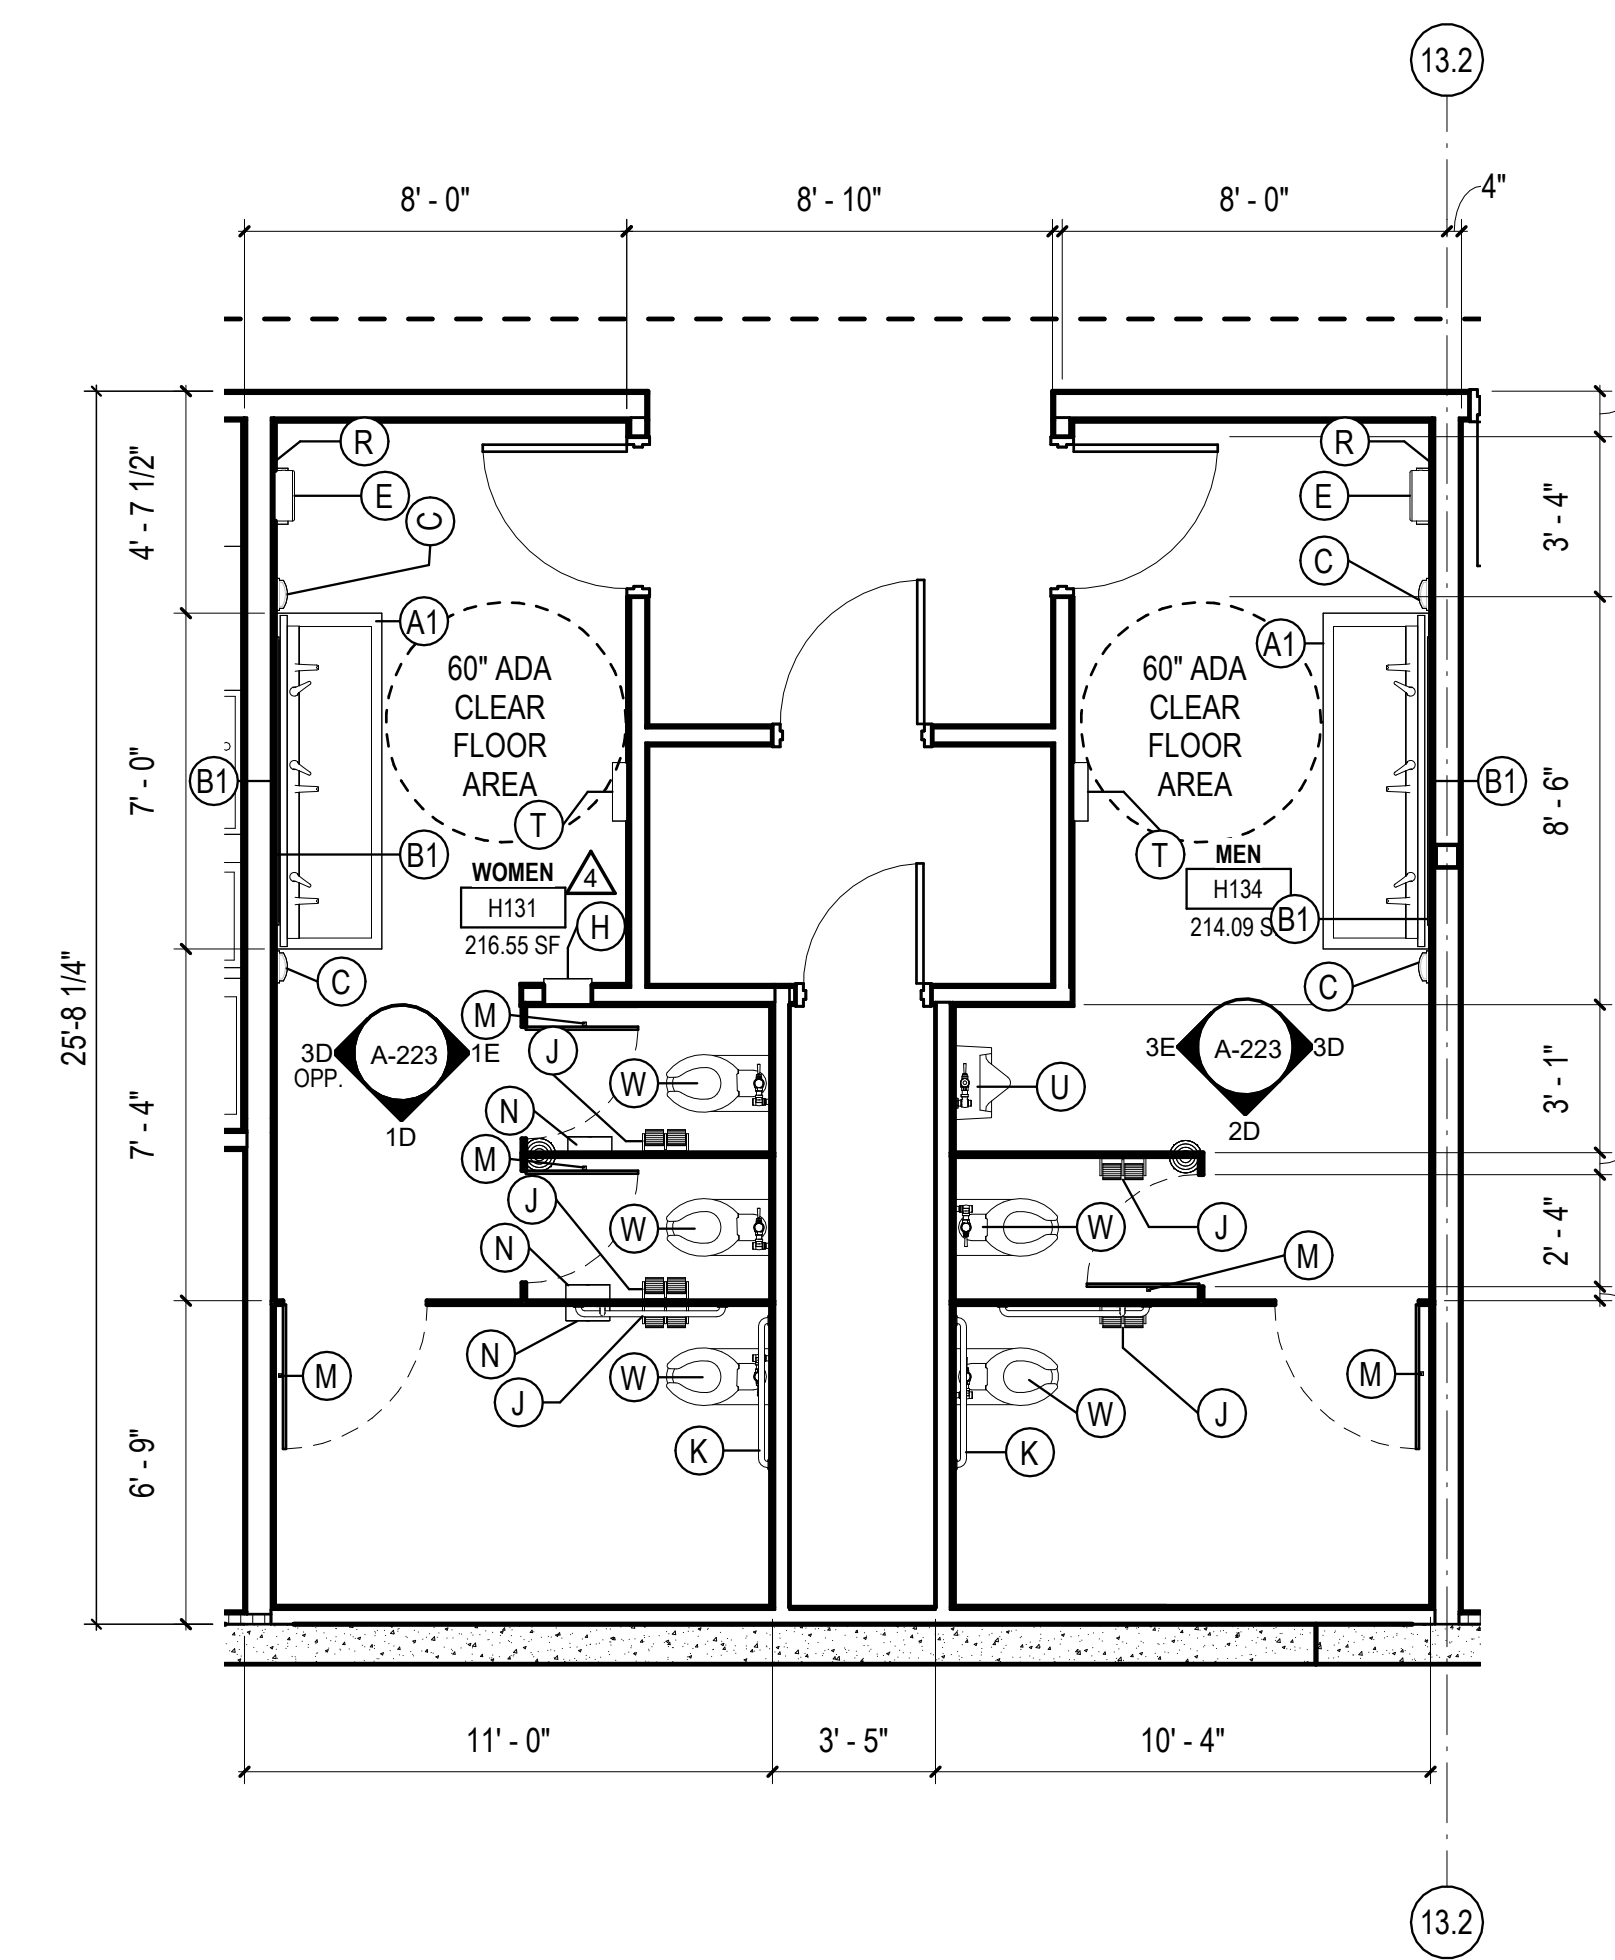 13.2
8' - 0"
8' - 10"
8' - 0"
4"
R
R
E
E
C
C
4' - 7 1/2"
3' - 4"
A1
A1
60" ADA
CLEAR
FLOOR
AREA
60" ADA
CLEAR
FLOOR
AREA
7' - 0"
B1
B1
8' - 6"
T
T
B1
WOMEN
4
H131
216.55 SF
H
MEN
H134
214.09 S
B1
C
C
25'-8 1/4"
M
J
3D
OPP.
A-223
1E
1D
3E
A-223
3D
2D
W
U
N
3' - 1"
7' - 4"
M
J
W
W
J
N
M
2' - 4"
N
J
W
M
W
J
M
K
K
6' - 9"
11' - 0"
3' - 5"
10' - 4"
13.2